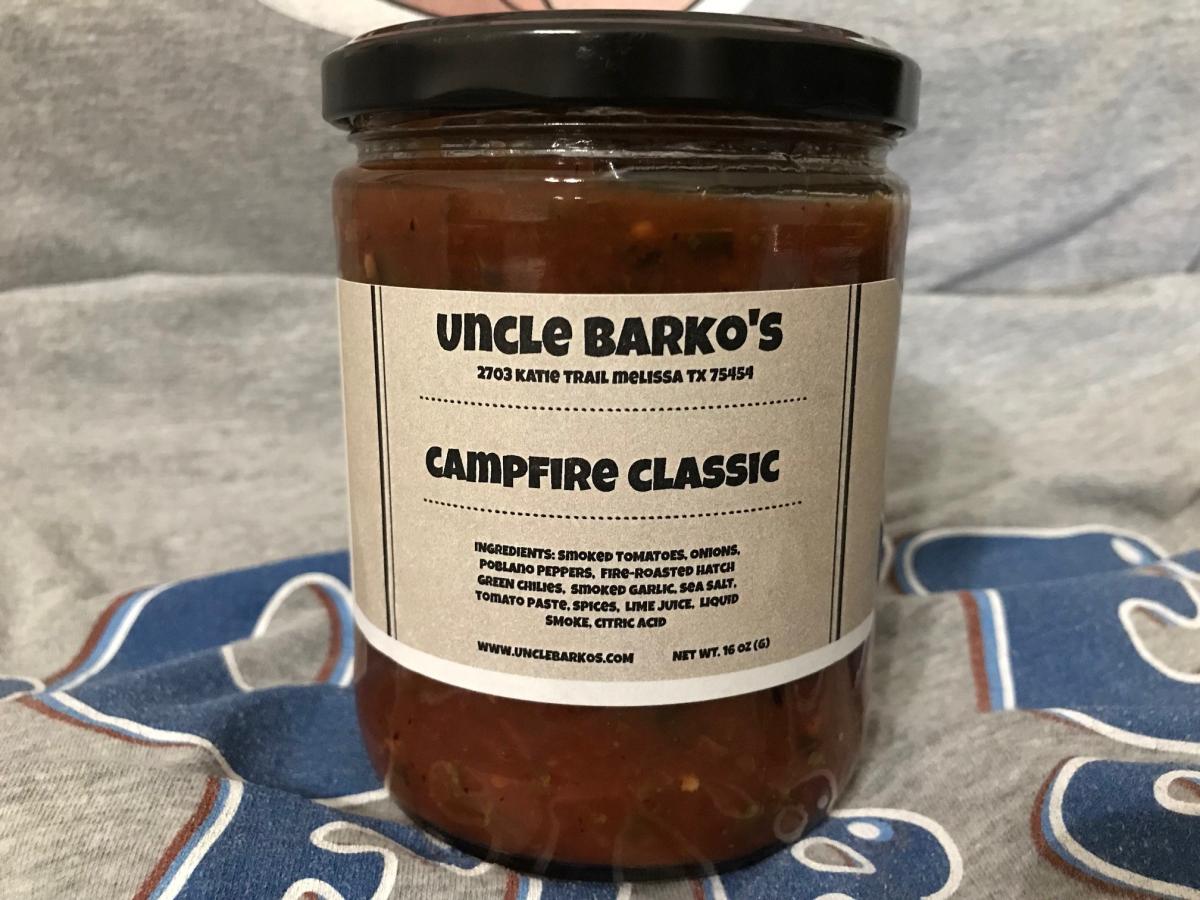 UNCLE BARKO'S
2703 KATIE TRAIL MELISSA TX 75454
CAMPFIRE CLASSIC
INGREDIENTS: SMOKED TOMATOES, ONIONS,
POBLANO PEPPERS, FIRE-ROASTED HATCH
GREEN CHILIES, SMOKED GARLIC, SEA SALT,
TOMATO PASTE, SPICES, LIME JUICE, LIQUID
SMOKE, CITRIC ACID
WWW.UNCLEBARKOS.COM NET WT. 16 OZ (G)